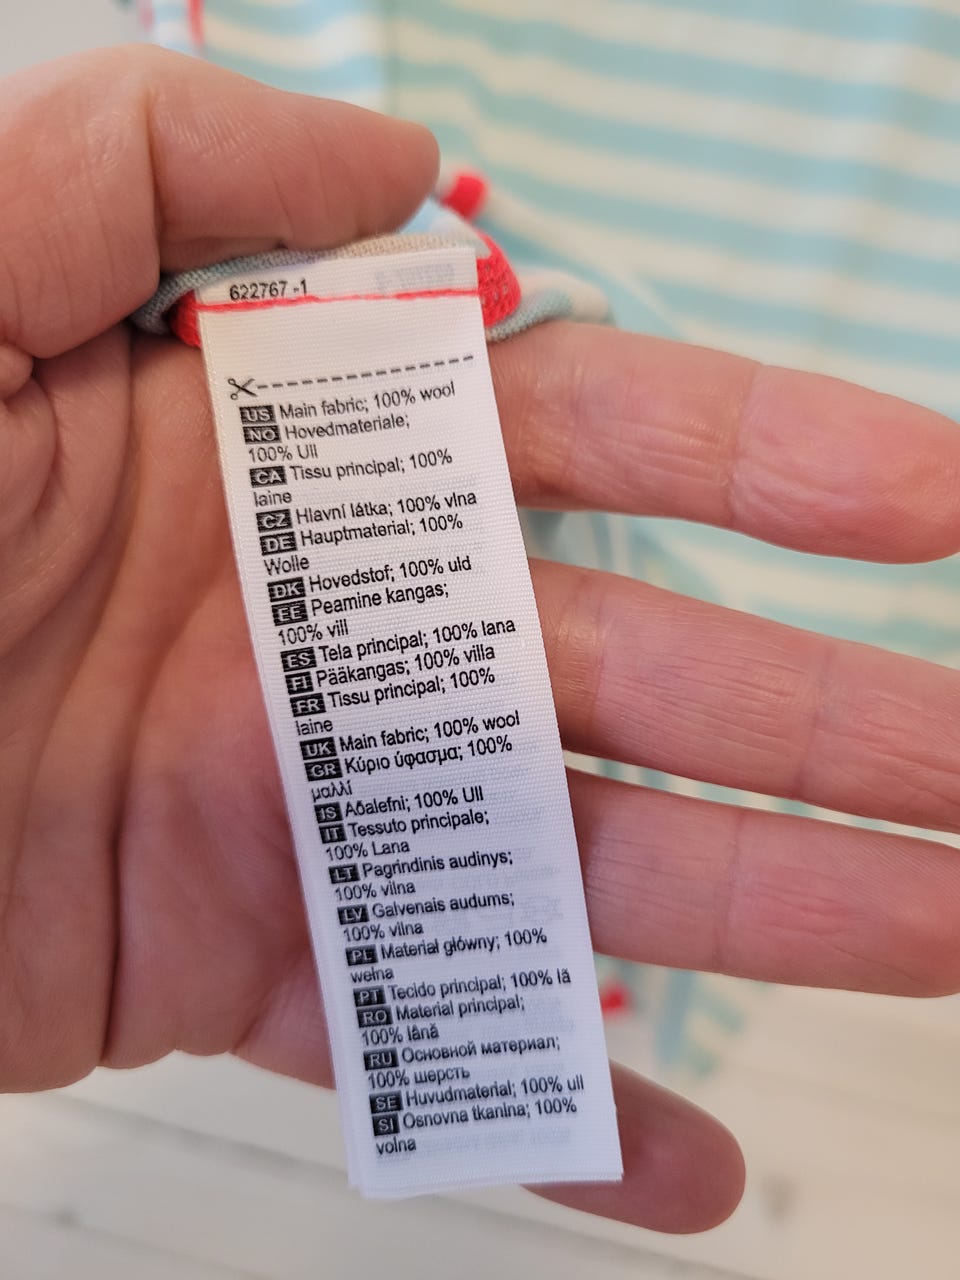 622767 -1
US Main fabric; 100% wool
NO Hovedmateriale;
100% Ull
CA Tissu principal; 100%
laine
CZ Hlavní látka; 100% vlna
DE Hauptmaterial; 100%
Wolle
DK Hovedstof; 100% uld
EE Peamine kangas;
100% vill
ES Tela principal; 100% lana
FI Pääkangas; 100% villa
FR Tissu principal; 100%
laine
UK Main fabric; 100% wool
GR Κύριο ύφασμα; 100%
μαλλί
IS Aðalefni; 100% Ull
IT Tessuto principale;
100% Lana
LT Pagrindinis audinys;
100% vilna
LV Galvenais audums;
100% vilna
PL Materiał główny; 100%
wełna
PT Tecido principal; 100% lã
RO Material principal;
100% lână
RU Основной материал;
100% шерсть
SE Huvudmaterial; 100% ull
SI Osnovna tkanina; 100%
volna